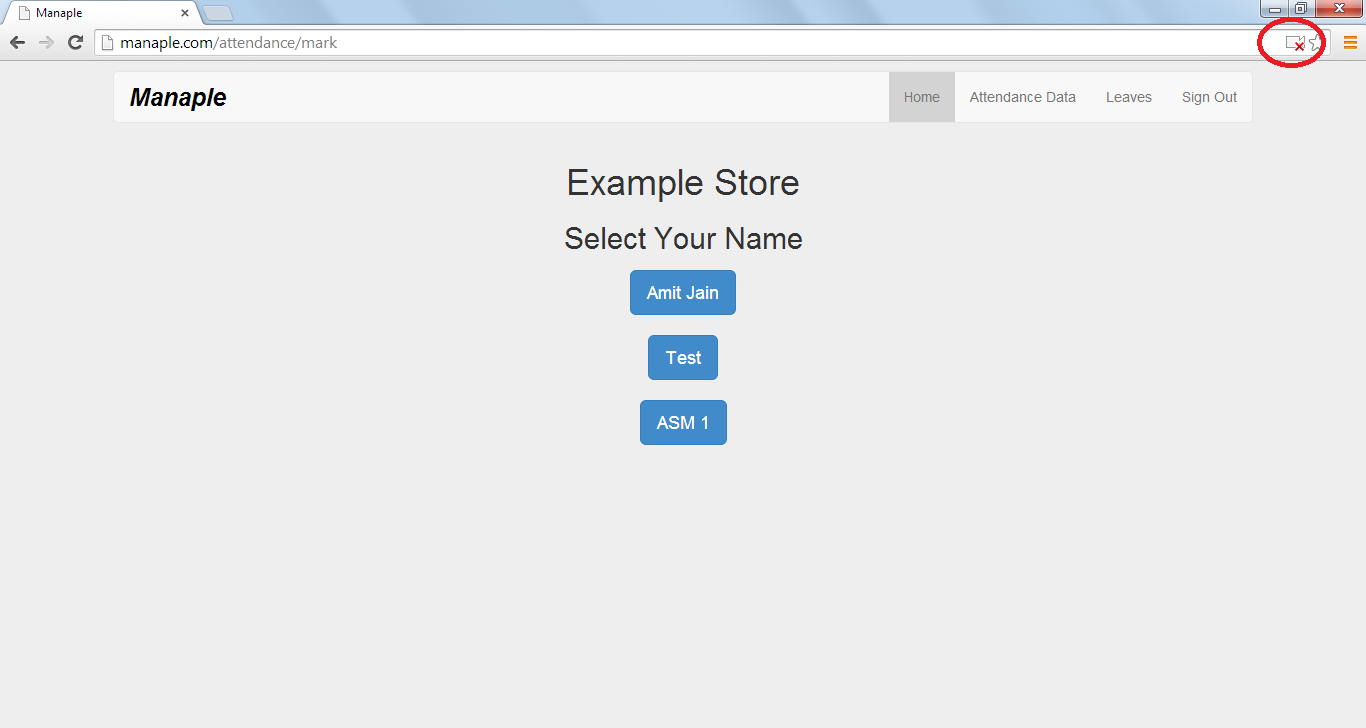 Manaple
manaple.com/attendance/mark
Manaple
Home Attendance Data Leaves Sign Out
Example Store
Select Your Name
Amit Jain
Test
ASM 1